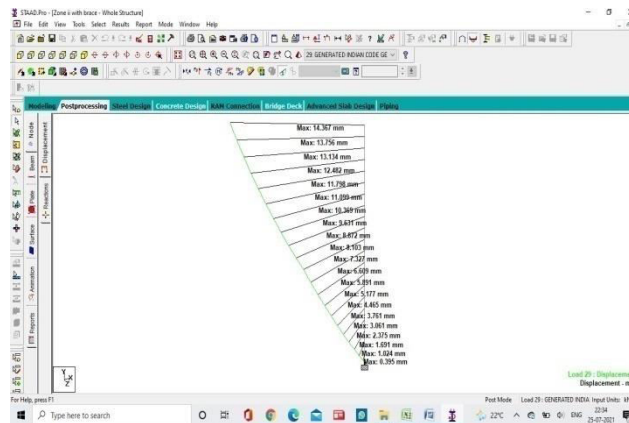 STAAD.Pro - [Zone ii with brace - Whole Structure]
File Edit View Tools Select Results Report Mode Window Help
29: GENERATED INDIAN CODE GE
Modeling Postprocessing Steel Design Concrete Design RAM Connection Bridge Deck Advanced Slab Design Piping
Node
Beam
Plate
Surface
Animation
Reports
Displacement
Reactions
Max: 14.367 mm
Max: 13.756 mm
Max: 13.134 mm
Max: 12.482 mm
Max: 11.798 mm
Max: 11.099 mm
Max: 10.369 mm
Max: 9.631 mm
Max: 8.872 mm
Max: 8.103 mm
Max: 7.327 mm
Max: 6.609 mm
Max: 5.891 mm
Max: 5.177 mm
Max: 4.465 mm
Max: 3.761 mm
Max: 3.061 mm
Max: 2.375 mm
Max: 1.691 mm
Max: 1.024 mm
Max: 0.395 mm
Y
X
Z
Load 29 : Displaceme
Displacement - m
For Help, press F1
Post Mode Load 29 : GENERATED INDIA Input Units:
Type here to search
22°C
ENG
22:34
25-07-2021